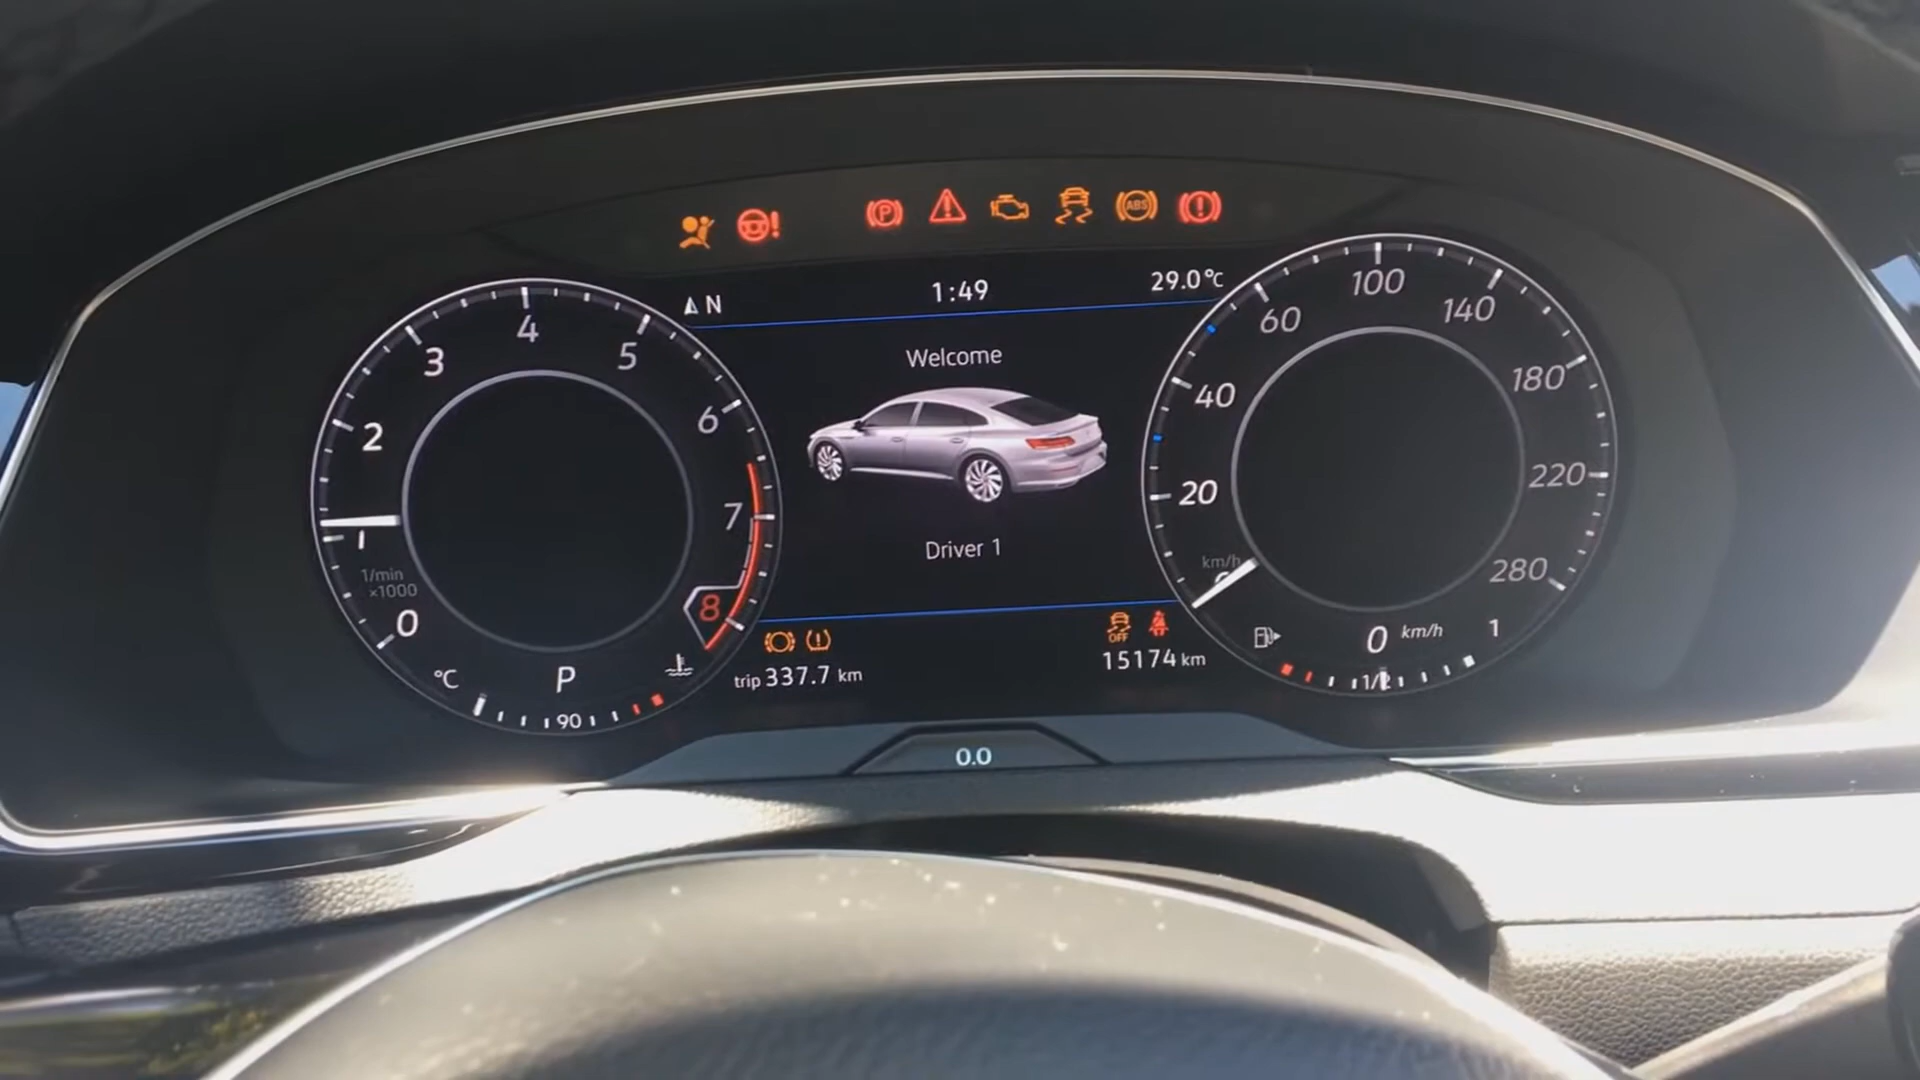 P
ABS
N
1:49
29.0°C
Welcome
Driver 1
0
1
2
3
4
5
6
7
8
1/min
×1000
°C
P
90
20
40
60
100
140
180
220
280
km/h
0 km/h
1/2
1
OFF
trip 337.7 km
15174 km
0.0